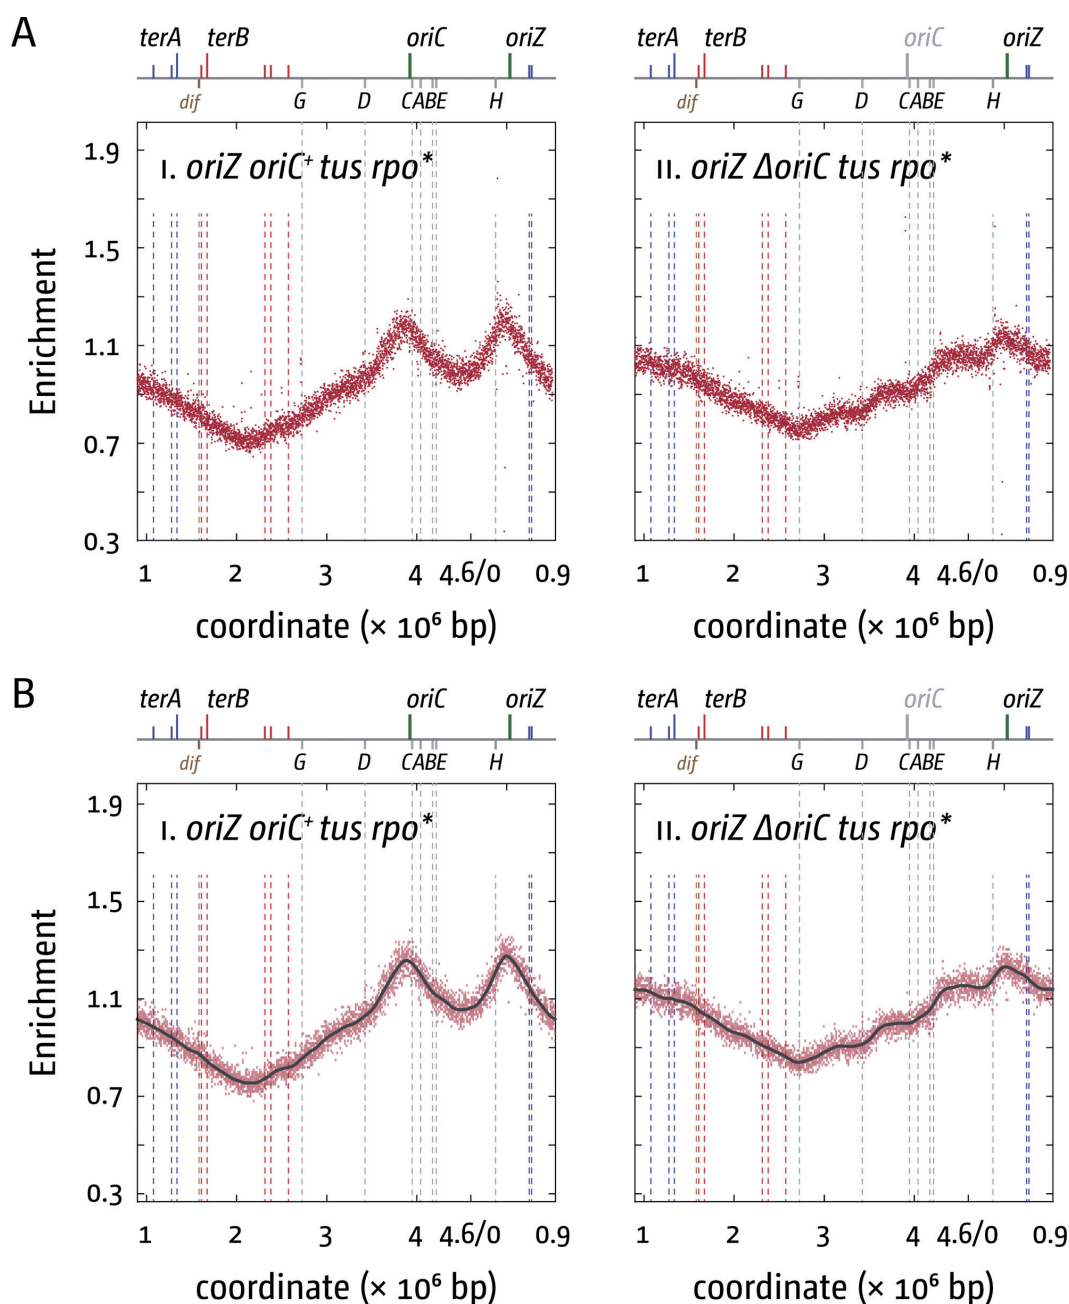 A
terA terB oriC oriZ
dif G D CABE H
I. oriZ oriC+ tus rpo*
1.9
1.5
1.1
0.7
0.3
Enrichment
1 2 3 4 4.6/0 0.9
coordinate (× 10⁶ bp)
terA terB oriC oriZ
dif G D CABE H
II. oriZ ΔoriC tus rpo*
1 2 3 4 4.6/0 0.9
coordinate (× 10⁶ bp)
B
terA terB oriC oriZ
dif G D CABE H
I. oriZ oriC+ tus rpo*
1.9
1.5
1.1
0.7
0.3
Enrichment
1 2 3 4 4.6/0 0.9
coordinate (× 10⁶ bp)
terA terB oriC oriZ
dif G D CABE H
II. oriZ ΔoriC tus rpo*
1 2 3 4 4.6/0 0.9
coordinate (× 10⁶ bp)